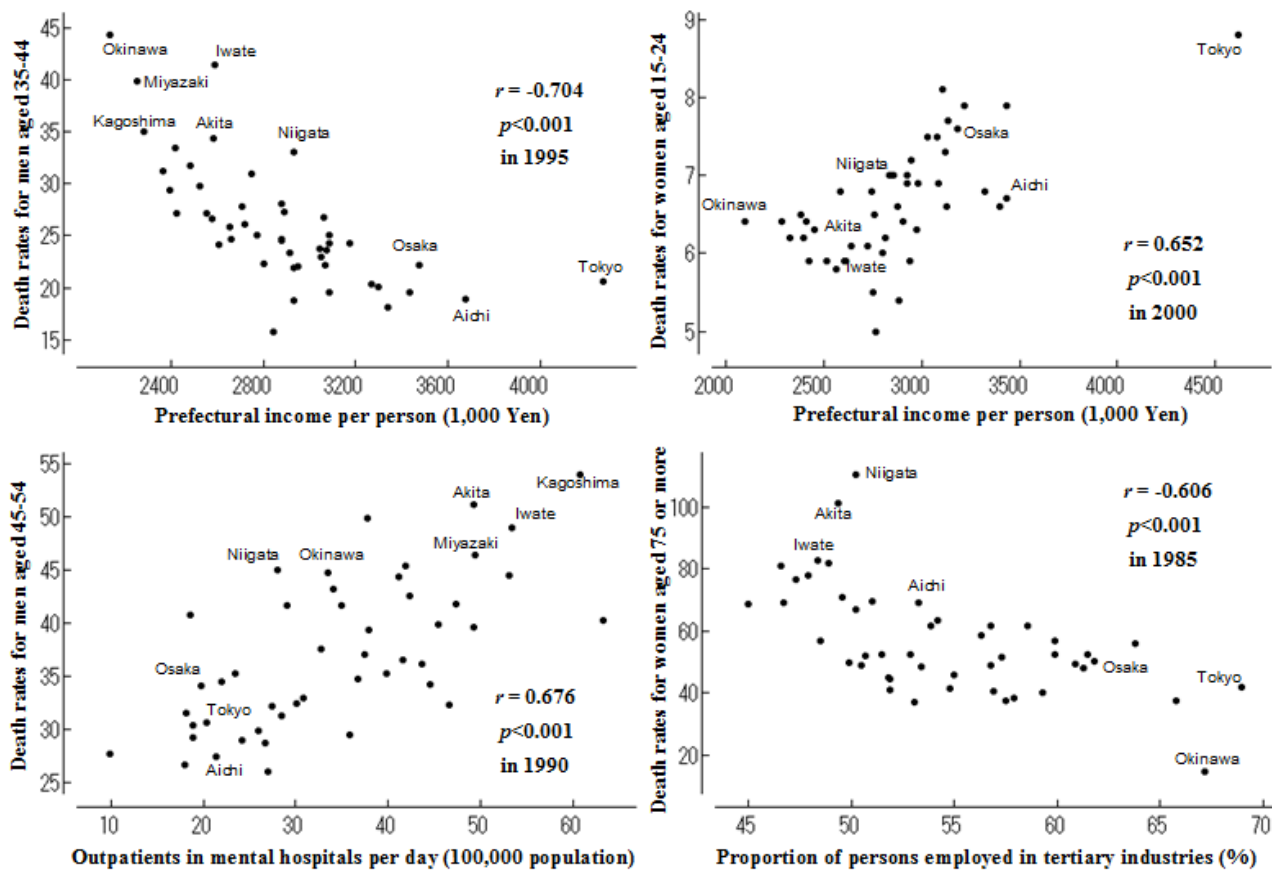 Death rates for men aged 35-44
45
40
35
30
25
20
15
Okinawa
Iwate
Miyazaki
Kagoshima
Akita
Niigata
Osaka
Tokyo
Aichi
r = -0.704
p<0.001
in 1995
2400
2800
3200
3600
4000
Prefectural income per person (1,000 Yen)
Death rates for women aged 15-24
9
8
7
6
5
Tokyo
Osaka
Niigata
Aichi
Okinawa
Akita
Iwate
r = 0.652
p<0.001
in 2000
2000
2500
3000
3500
4000
4500
Prefectural income per person (1,000 Yen)
Death rates for men aged 45-54
55
50
45
40
35
30
25
Kagoshima
Akita
Iwate
Miyazaki
Niigata
Okinawa
Osaka
Tokyo
Aichi
r = 0.676
p<0.001
in 1990
10
20
30
40
50
60
Outpatients in mental hospitals per day (100,000 population)
Death rates for women aged 75 or more
100
80
60
40
20
Niigata
Akita
Iwate
Aichi
Osaka
Tokyo
Okinawa
r = -0.606
p<0.001
in 1985
45
50
55
60
65
70
Proportion of persons employed in tertiary industries (%)